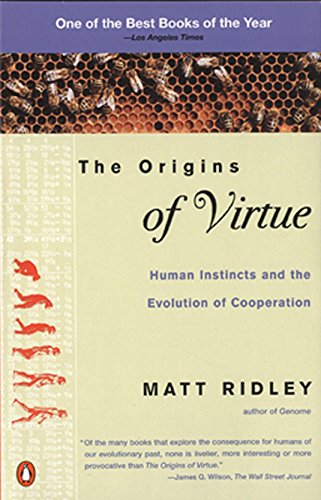 One of the Best Books of the Year
—Los Angeles Times
The Origins
of Virtue
Human Instincts and the
Evolution of Cooperation
MATT RIDLEY
author of Genome
"Of the many books that explore the consequence for humans of
our evolutionary past, none is livelier, more interesting or more
provocative than The Origins of Virtue."
—James Q. Wilson, The Wall Street Journal